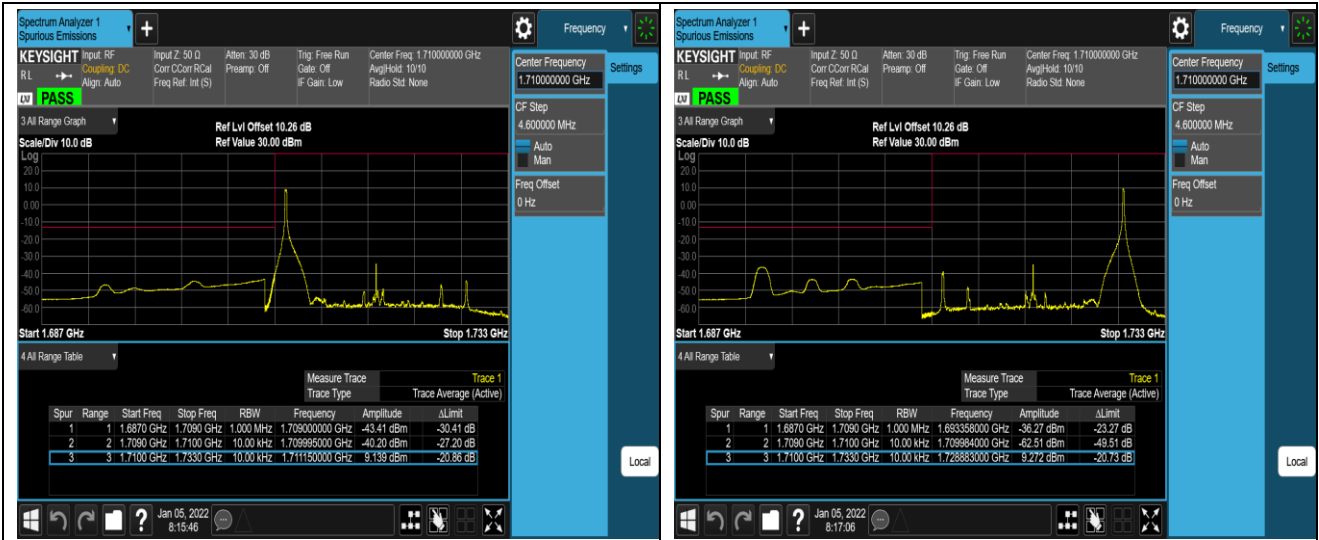 Spectrum Analyzer 1
Spurious Emissions
+
Frequency
KEYSIGHT Input: RF Input Z: 50 Ω Atten: 30 dB Trig: Free Run Center Freq: 1.710000000 GHz
R L Coupling: DC Corr CCorr RCal Preamp: Off Gate: Off Avg|Hold: 10/10
Align: Auto Freq Ref: Int (S) IF Gain: Low Radio Std: None
LXI PASS
Center Frequency
1.710000000 GHz
Settings
CF Step
4.600000 MHz
Auto
Man
Freq Offset
0 Hz
3 All Range Graph
Ref Lvl Offset 10.26 dB
Scale/Div 10.0 dB Ref Value 30.00 dBm
Log
20.0
10.0
0.00
-10.0
-20.0
-30.0
-40.0
-50.0
-60.0
Start 1.687 GHz Stop 1.733 GHz
4 All Range Table
Measure Trace Trace 1
Trace Type Trace Average (Active)
Spur Range Start Freq Stop Freq RBW Frequency Amplitude ΔLimit
1 1 1.6870 GHz 1.7090 GHz 1.000 MHz 1.709000000 GHz -43.41 dBm -30.41 dB
2 2 1.7090 GHz 1.7100 GHz 10.00 kHz 1.709995000 GHz -40.20 dBm -27.20 dB
3 3 1.7100 GHz 1.7330 GHz 10.00 kHz 1.711150000 GHz 9.139 dBm -20.86 dB
Local
?
Jan 05, 2022
8:15:46
Spectrum Analyzer 1
Spurious Emissions
+
Frequency
KEYSIGHT Input: RF Input Z: 50 Ω Atten: 30 dB Trig: Free Run Center Freq: 1.710000000 GHz
R L Coupling: DC Corr CCorr RCal Preamp: Off Gate: Off Avg|Hold: 10/10
Align: Auto Freq Ref: Int (S) IF Gain: Low Radio Std: None
LXI PASS
Center Frequency
1.710000000 GHz
Settings
CF Step
4.600000 MHz
Auto
Man
Freq Offset
0 Hz
3 All Range Graph
Ref Lvl Offset 10.26 dB
Scale/Div 10.0 dB Ref Value 30.00 dBm
Log
20.0
10.0
0.00
-10.0
-20.0
-30.0
-40.0
-50.0
-60.0
Start 1.687 GHz Stop 1.733 GHz
4 All Range Table
Measure Trace Trace 1
Trace Type Trace Average (Active)
Spur Range Start Freq Stop Freq RBW Frequency Amplitude ΔLimit
1 1 1.6870 GHz 1.7090 GHz 1.000 MHz 1.693358000 GHz -36.27 dBm -23.27 dB
2 2 1.7090 GHz 1.7100 GHz 10.00 kHz 1.709984000 GHz -62.51 dBm -49.51 dB
3 3 1.7100 GHz 1.7330 GHz 10.00 kHz 1.728883000 GHz 9.272 dBm -20.73 dB
Local
?
Jan 05, 2022
8:17:06